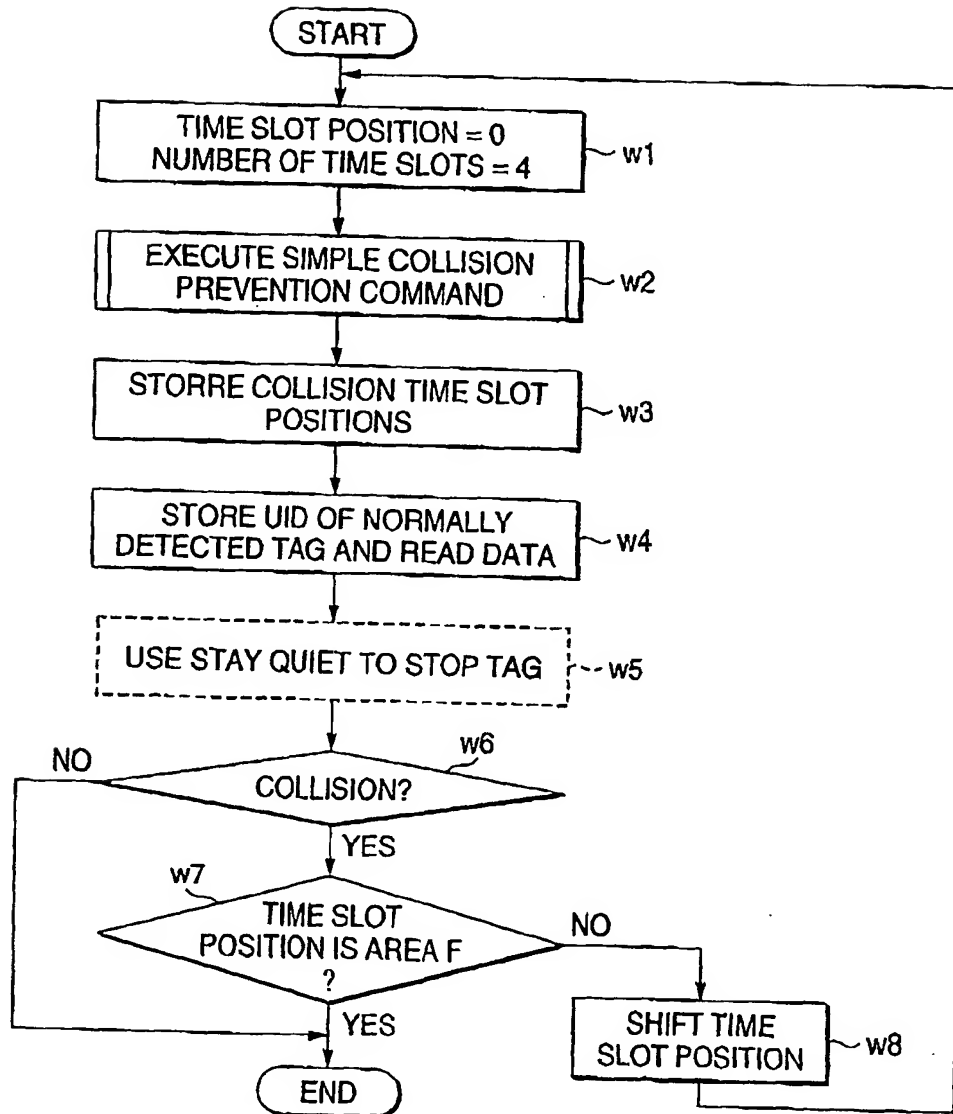 START
TIME SLOT POSITION = 0
NUMBER OF TIME SLOTS = 4
w1
EXECUTE SIMPLE COLLISION
PREVENTION COMMAND
w2
STORRE COLLISION TIME SLOT
POSITIONS
w3
STORE UID OF NORMALLY
DETECTED TAG AND READ DATA
w4
USE STAY QUIET TO STOP TAG
w5
w6
NO
COLLISION?
YES
w7
TIME SLOT
POSITION IS AREA F
?
NO
YES
SHIFT TIME
SLOT POSITION
w8
END